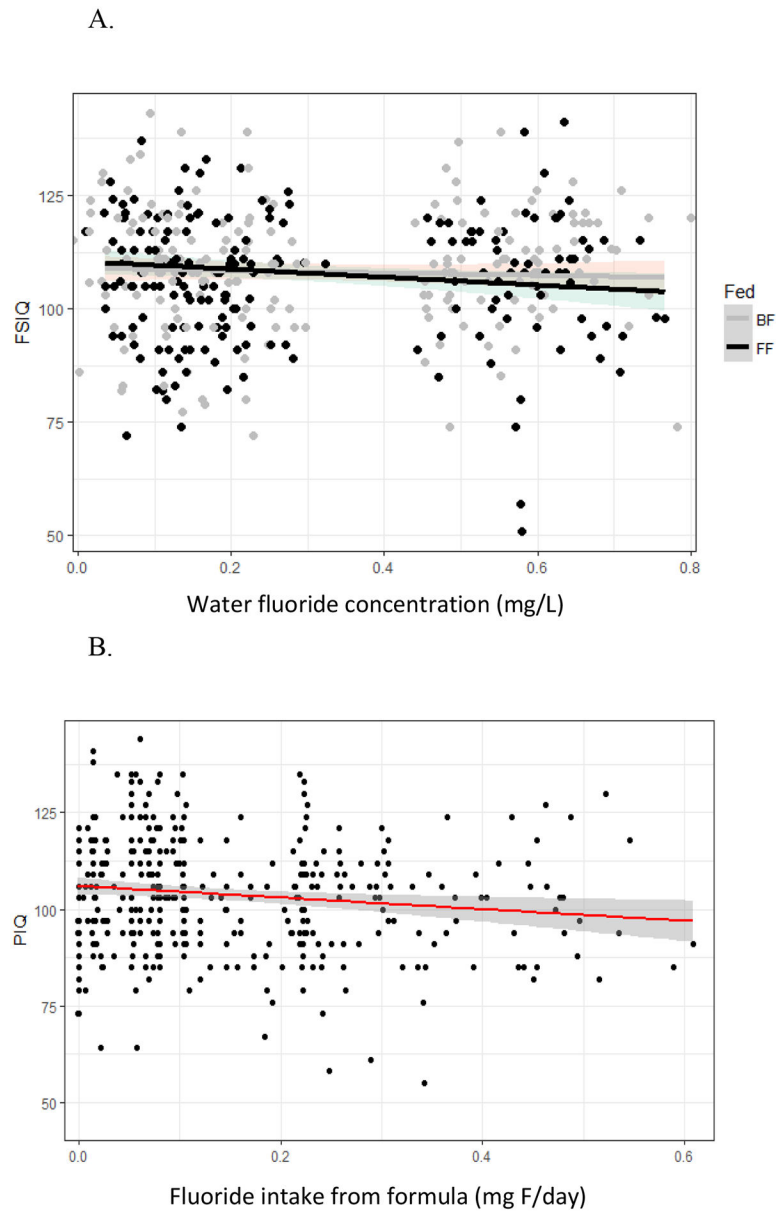 A.
125
100
75
50
FSIQ
0.0 0.2 0.4 0.6 0.8
Water fluoride concentration (mg/L)
Fed
BF
FF
B.
125
100
75
50
PIQ
0.0 0.2 0.4 0.6
Fluoride intake from formula (mg F/day)